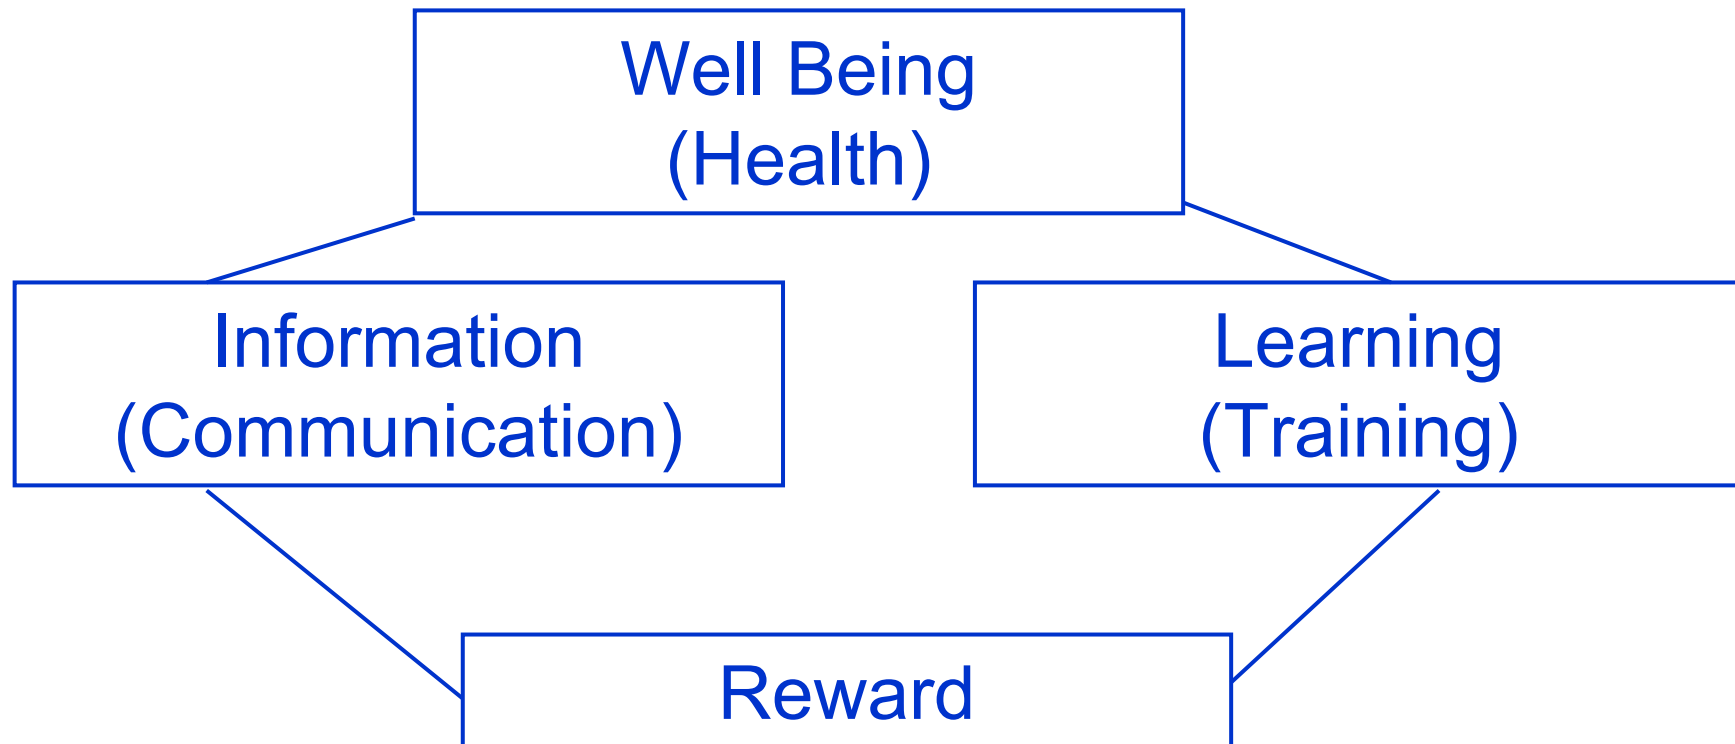 Well Being
(Health)
Information
(Communication)
Learning
(Training)
Reward